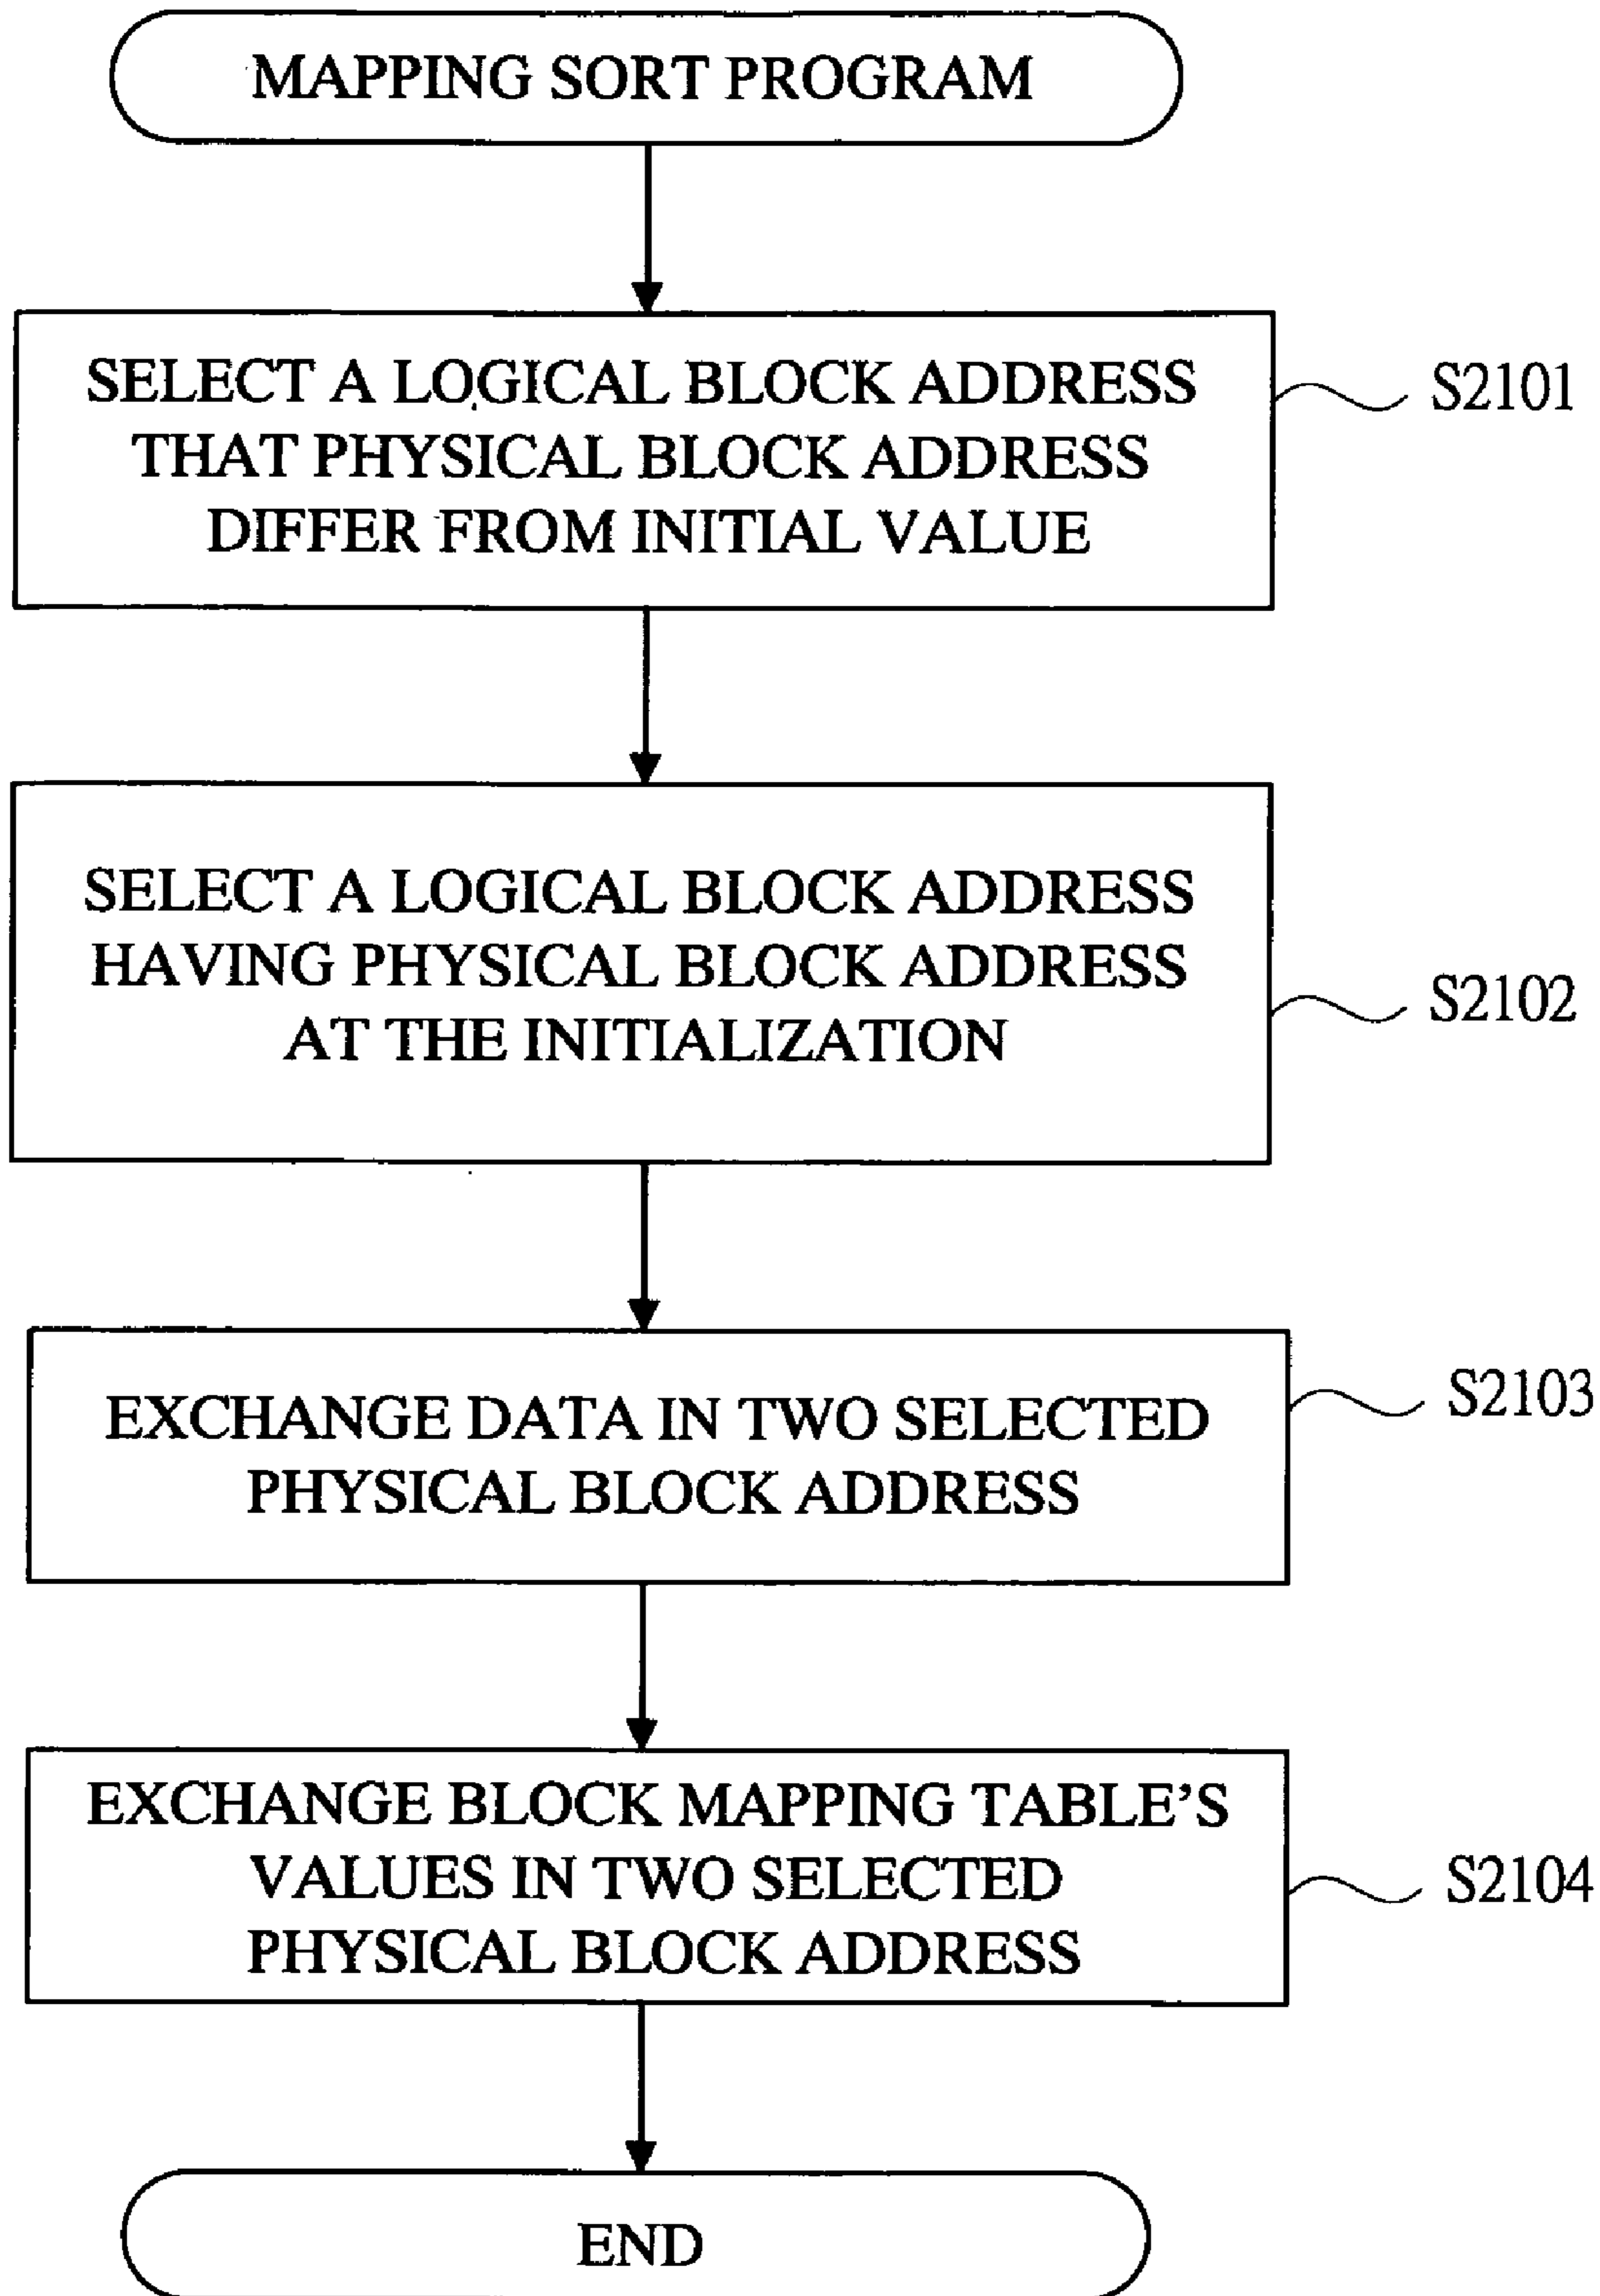 MAPPING SORT PROGRAM
SELECT A LOGICAL BLOCK ADDRESS
THAT PHYSICAL BLOCK ADDRESS
DIFFER FROM INITIAL VALUE
S2101
SELECT A LOGICAL BLOCK ADDRESS
HAVING PHYSICAL BLOCK ADDRESS
AT THE INITIALIZATION
S2102
EXCHANGE DATA IN TWO SELECTED
PHYSICAL BLOCK ADDRESS
S2103
EXCHANGE BLOCK MAPPING TABLE'S
VALUES IN TWO SELECTED
PHYSICAL BLOCK ADDRESS
S2104
END